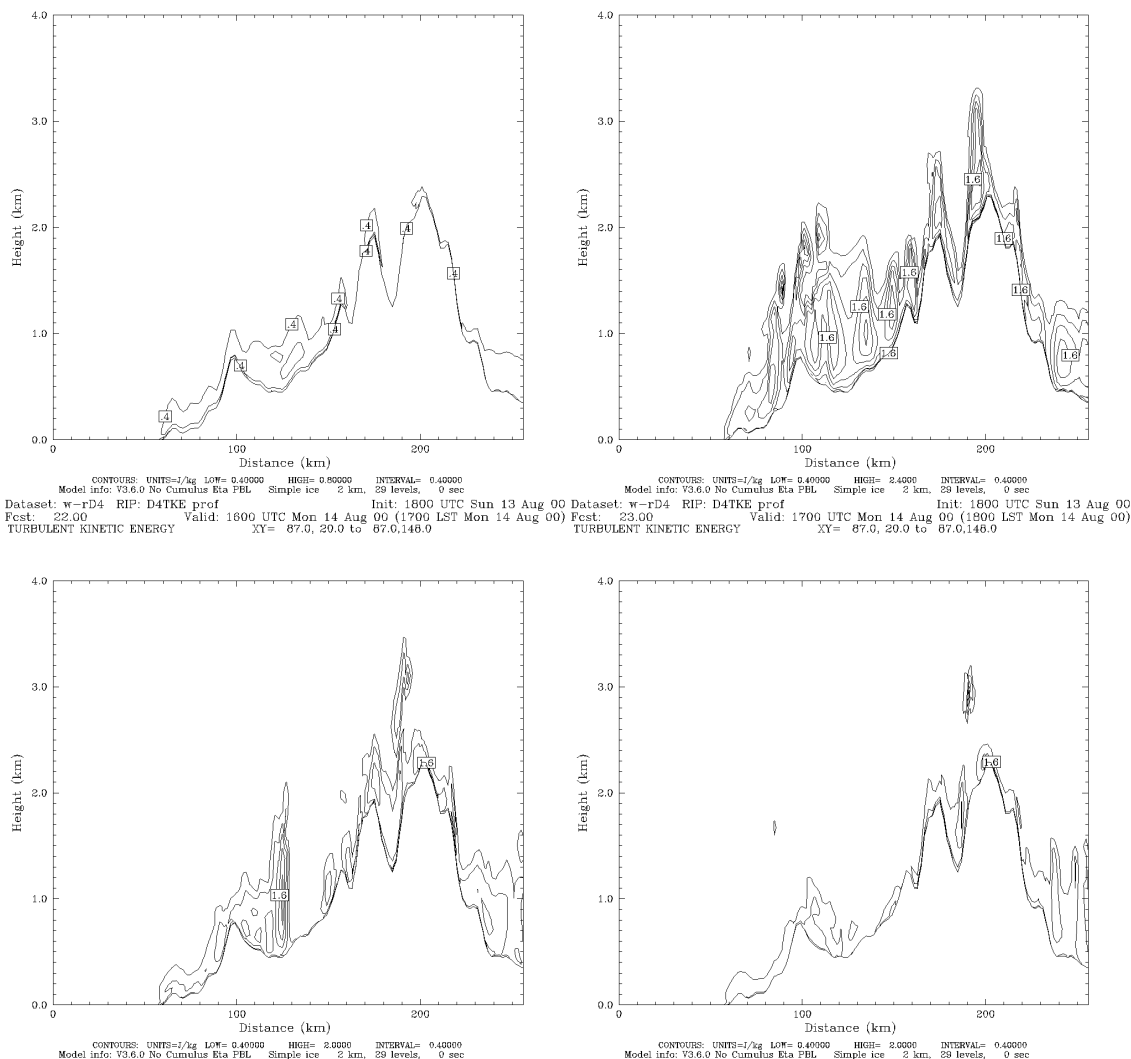 4.0
3.0
2.0
1.0
0.0
Height (km)
.4
.4
.4
.4
.4
.4
.4
.4
.4
0
100
200
Distance (km)
CONTOURS: UNITS=J/kg LOW= 0.40000 HIGH= 0.80000 INTERVAL= 0.40000
Model info: V3.6.0 No Cumulus Eta PBL Simple ice 2 km, 29 levels, 0 sec
4.0
3.0
2.0
1.0
0.0
Height (km)
1.6
1.6
1.6
1.6
1.6
1.6
1.6
1.6
1.6
0
100
200
Distance (km)
CONTOURS: UNITS=J/kg LOW= 0.40000 HIGH= 2.4000 INTERVAL= 0.40000
Model info: V3.6.0 No Cumulus Eta PBL Simple ice 2 km, 29 levels, 0 sec
Dataset: w-rD4 RIP: D4TKE prof Init: 1800 UTC Sun 13 Aug 00
Fcst: 22.00 Valid: 1600 UTC Mon 14 Aug 00 (1700 LST Mon 14 Aug 00)
TURBULENT KINETIC ENERGY XY= 87.0, 20.0 to 87.0,148.0
Dataset: w-rD4 RIP: D4TKE prof Init: 1800 UTC Sun 13 Aug 00
Fcst: 23.00 Valid: 1700 UTC Mon 14 Aug 00 (1800 LST Mon 14 Aug 00)
TURBULENT KINETIC ENERGY XY= 87.0, 20.0 to 87.0,148.0
4.0
3.0
2.0
1.0
0.0
Height (km)
1.6
1.6
0
100
200
Distance (km)
CONTOURS: UNITS=J/kg LOW= 0.40000 HIGH= 2.0000 INTERVAL= 0.40000
Model info: V3.6.0 No Cumulus Eta PBL Simple ice 2 km, 29 levels, 0 sec
4.0
3.0
2.0
1.0
0.0
Height (km)
1.6
0
100
200
Distance (km)
CONTOURS: UNITS=J/kg LOW= 0.40000 HIGH= 2.0000 INTERVAL= 0.40000
Model info: V3.6.0 No Cumulus Eta PBL Simple ice 2 km, 29 levels, 0 sec